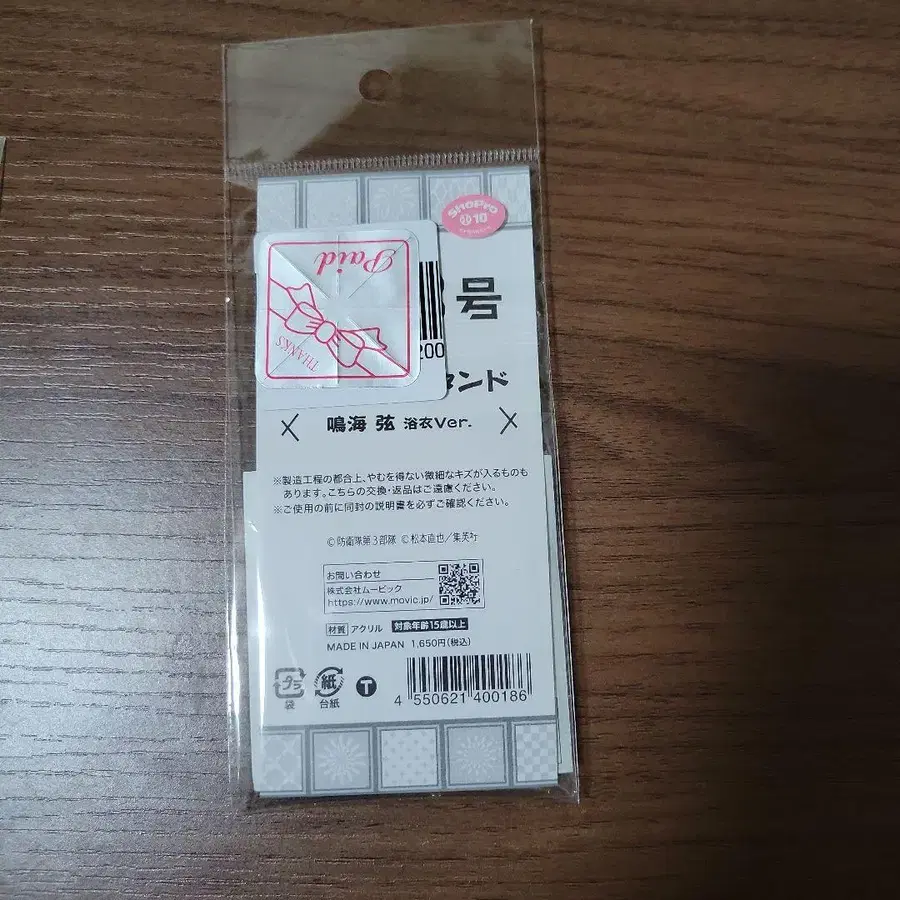 ShoPro
10
Paid
THANKS
号
200
ンド
鳴海 弦 浴衣Ver.
※製造工程の都合上、やむを得ない微細なキズが入るものも
あります。こちらの交換・返品はご遠慮ください。
※ご使用の前に同封の説明書を必ずご確認ください。
©防衛隊第3部隊 ©松本直也／集英社
お問い合わせ
株式会社ムービック
https://www.movic.jp/
材質 アクリル 対象年齢15歳以上
MADE IN JAPAN 1,650円(税込)
プラ
袋
紙
台紙
T
4 550621 400186